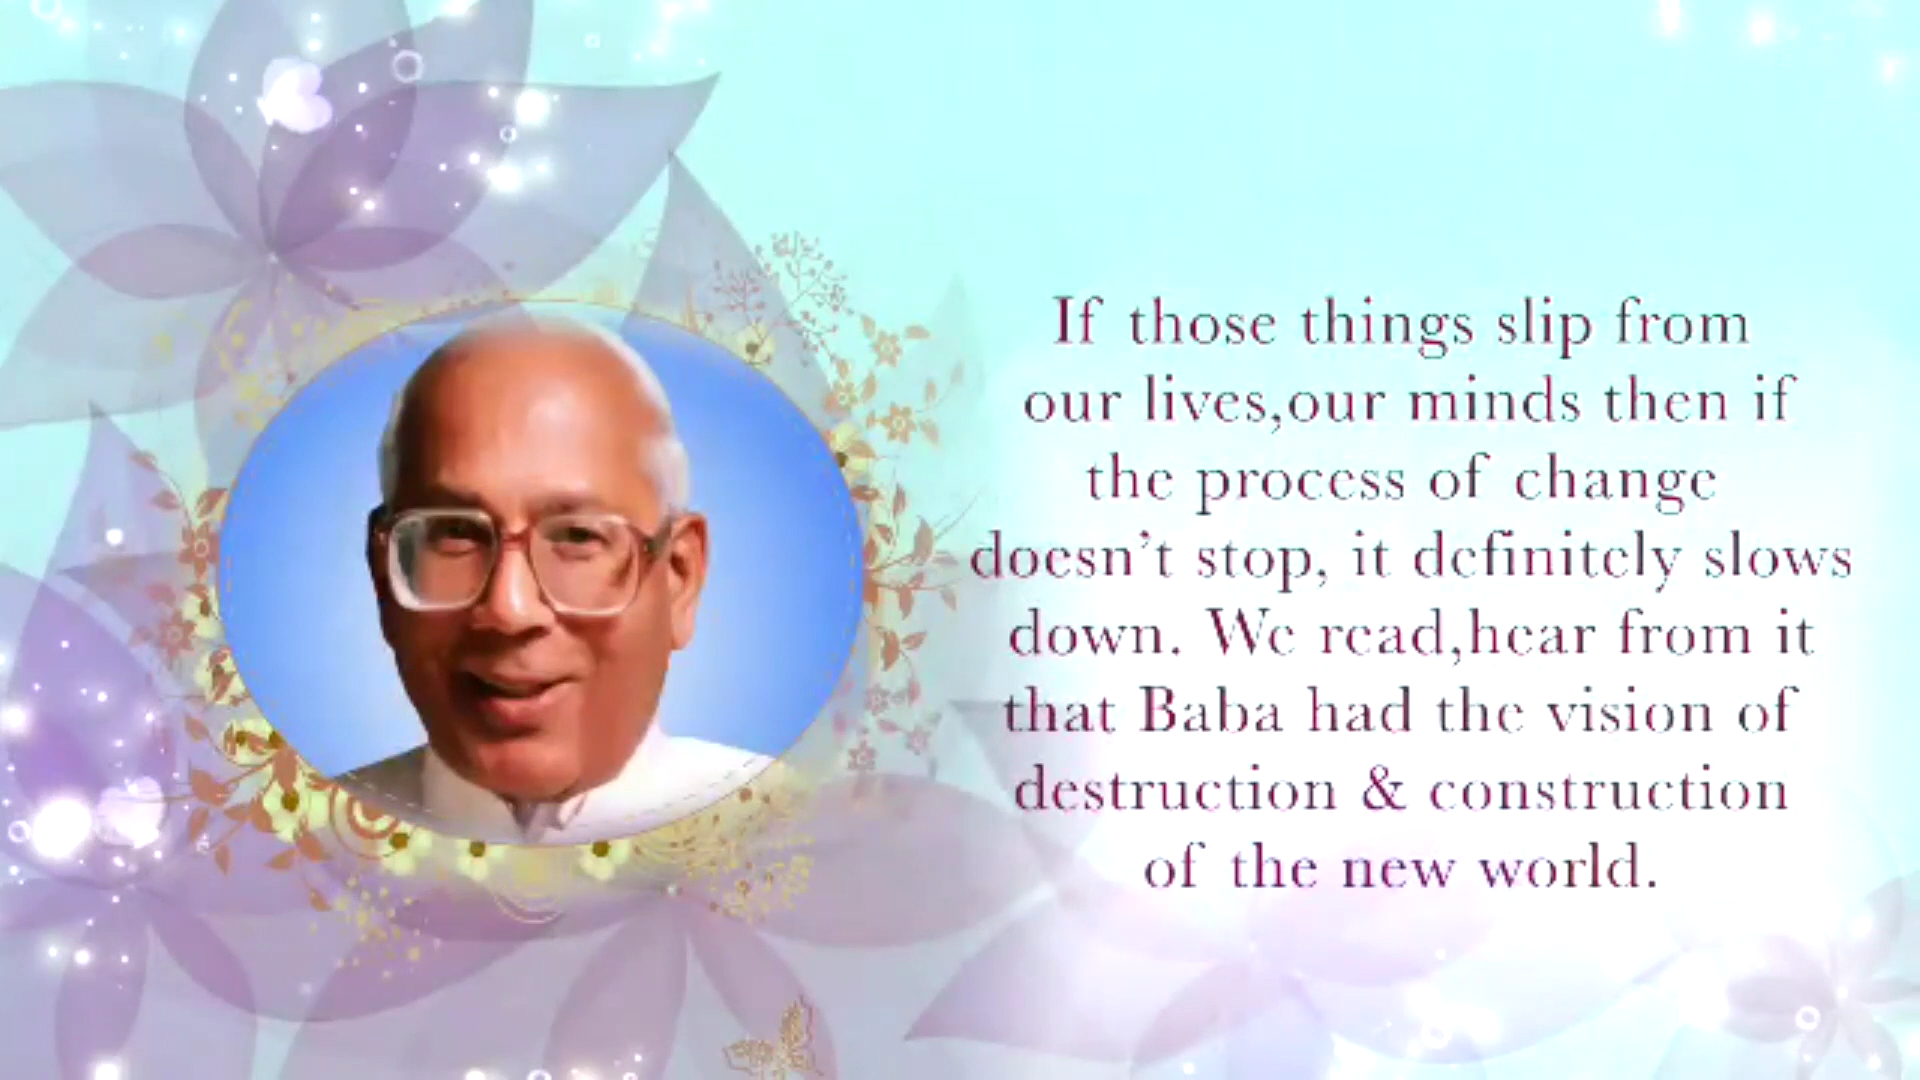 If those things slip from
our lives,our minds then if
the process of change
doesn't stop, it definitely slows
down. We read,hear from it
that Baba had the vision of
destruction & construction
of the new world.